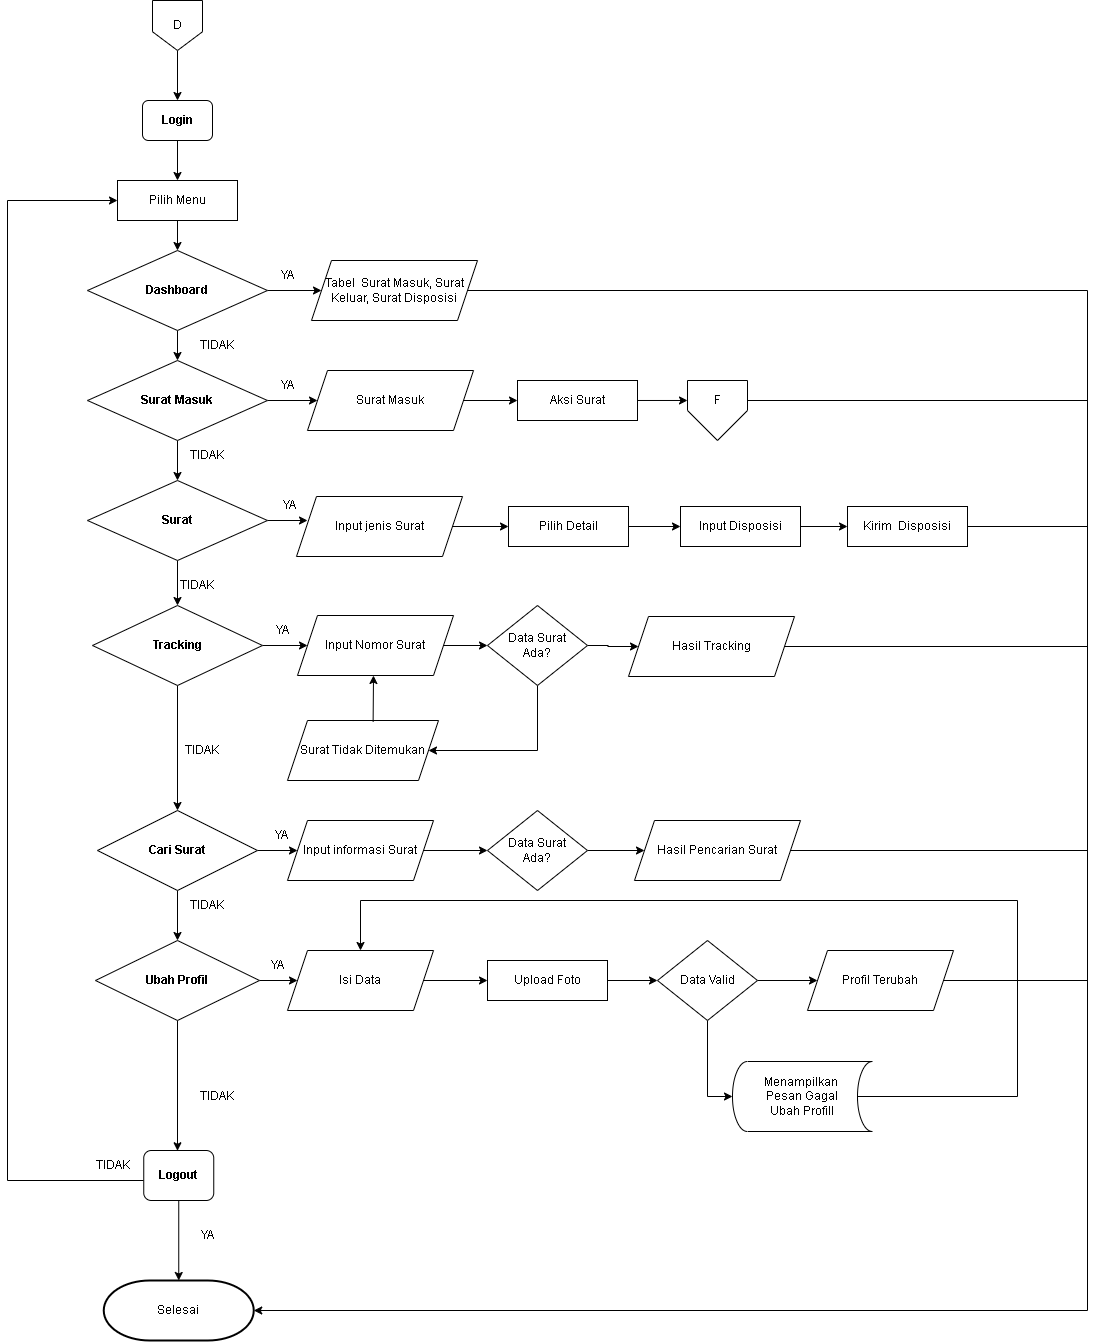 D
Login
Pilih Menu
Dashboard
YA
Tabel Surat Masuk, Surat
Keluar, Surat Disposisi
TIDAK
Surat Masuk
YA
Surat Masuk
Aksi Surat
F
TIDAK
Surat
YA
Input jenis Surat
Pilih Detail
Input Disposisi
Kirim Disposisi
TIDAK
Tracking
YA
Input Nomor Surat
Data Surat
Ada?
Hasil Tracking
Surat Tidak Ditemukan
TIDAK
Cari Surat
YA
Input informasi Surat
Data Surat
Ada?
Hasil Pencarian Surat
TIDAK
Ubah Profil
YA
Isi Data
Upload Foto
Data Valid
Profil Terubah
Menampilkan
Pesan Gagal
Ubah Profill
TIDAK
TIDAK
Logout
YA
Selesai